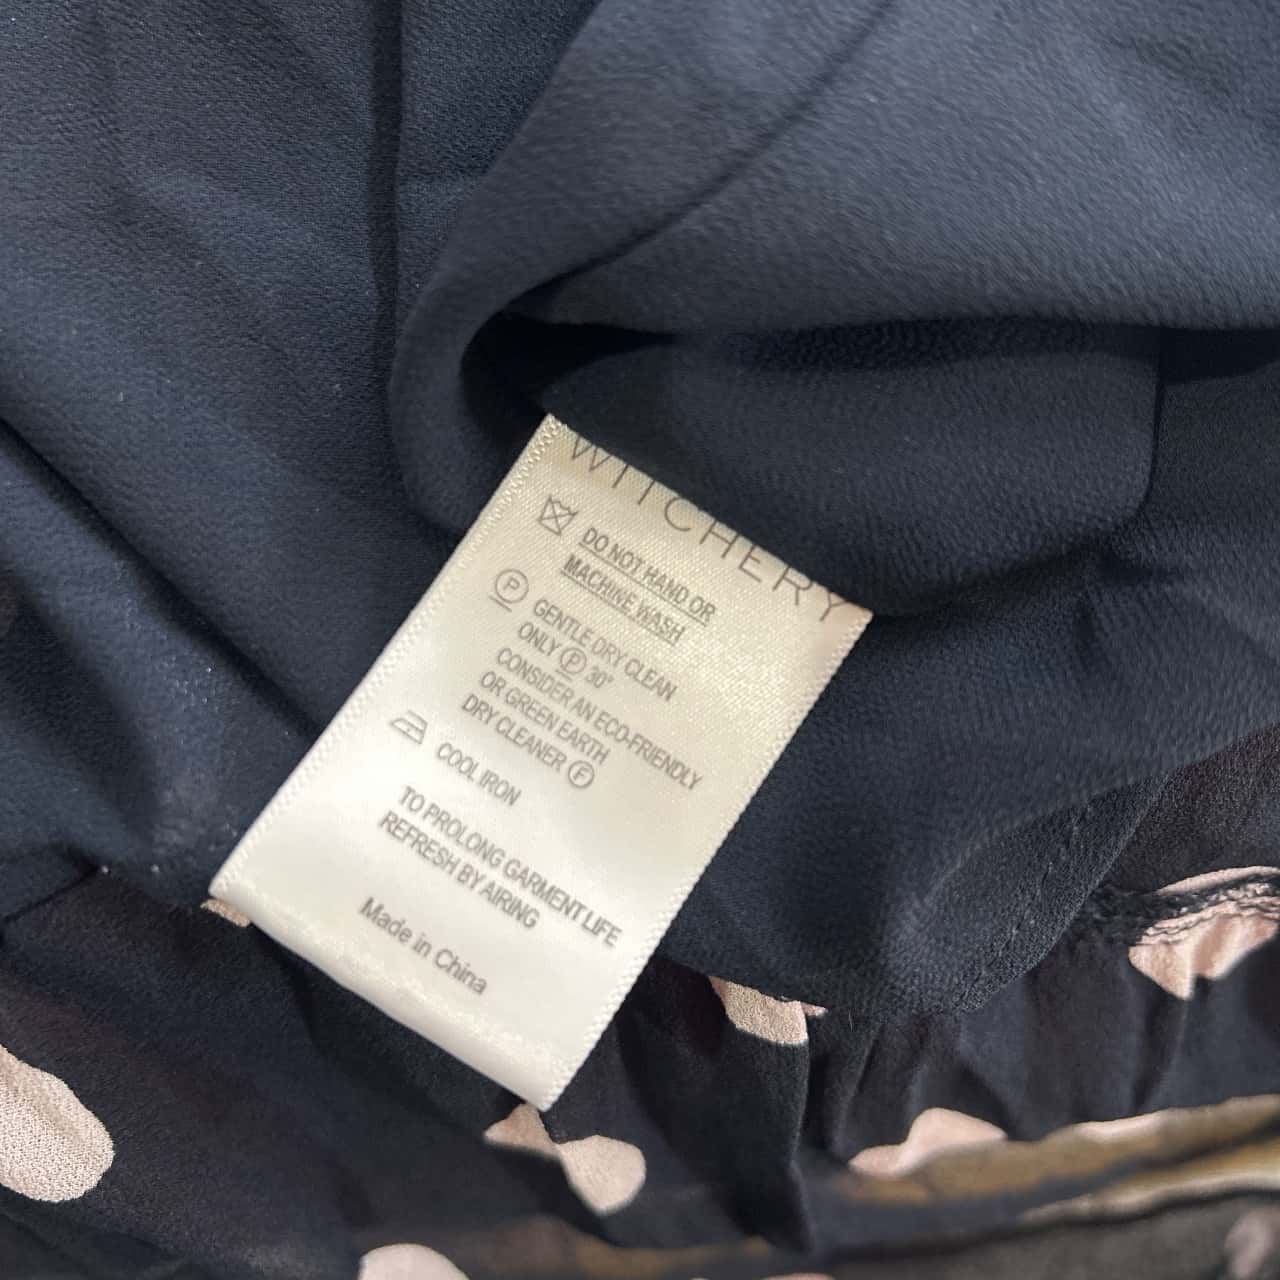 WITCHERY
DO NOT HAND OR
MACHINE WASH
P GENTLE DRY CLEAN
ONLY P 30°
CONSIDER AN ECO-FRIENDLY
OR GREEN EARTH
DRY CLEANER F
COOL IRON
TO PROLONG GARMENT LIFE
REFRESH BY AIRING
Made in China